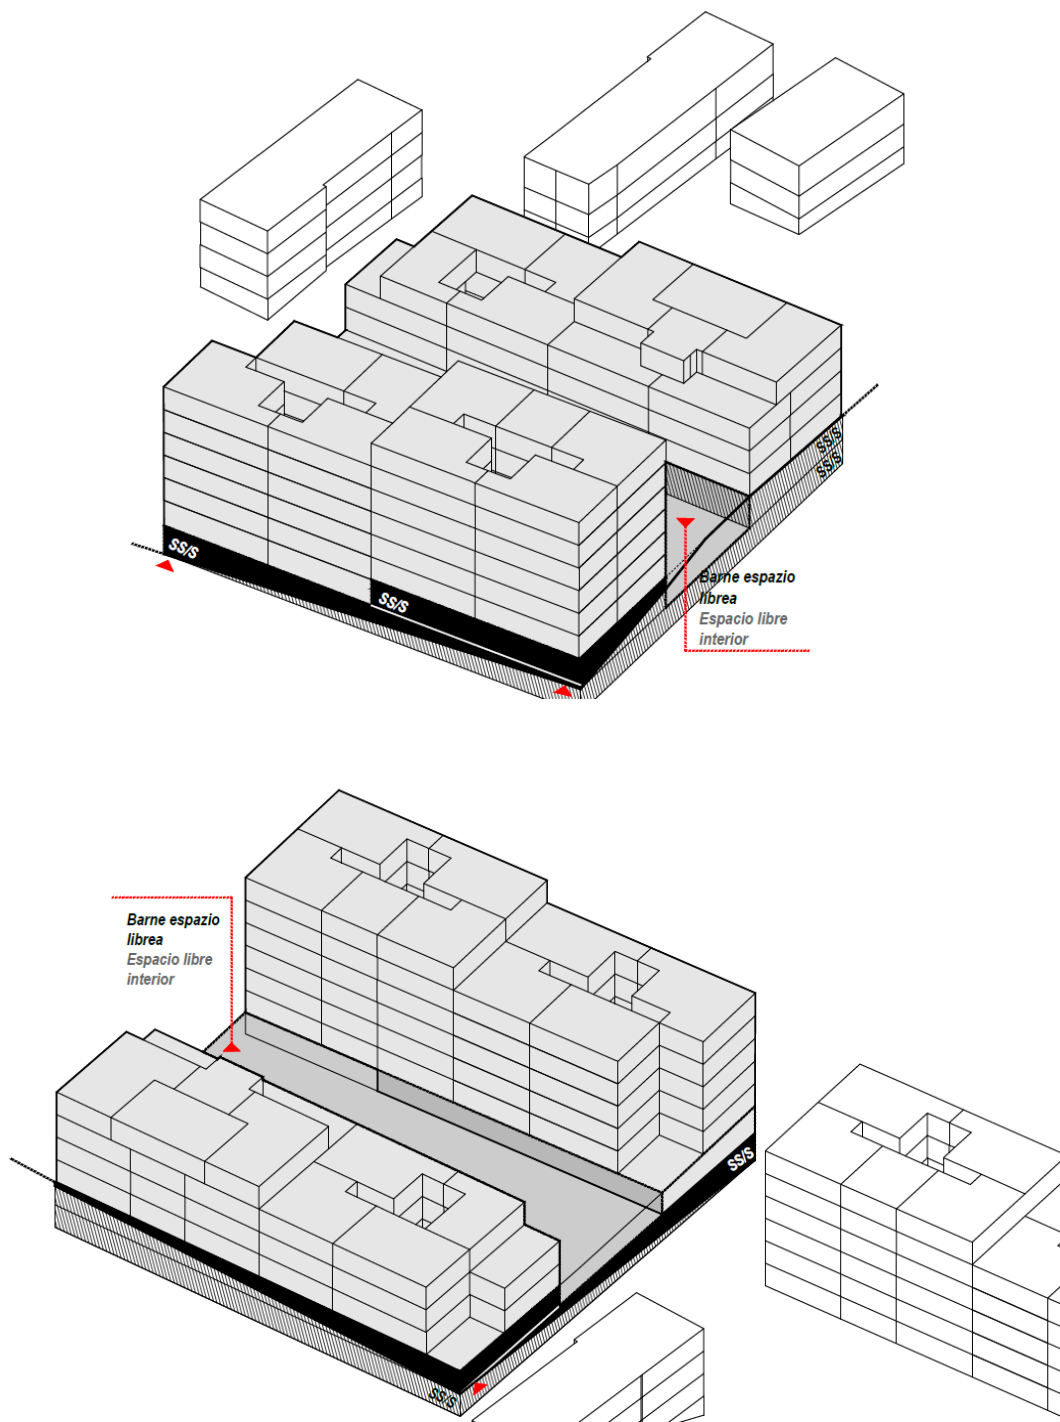 SS/S
SS/S
SS/S
SS/S
Barne espazio
librea
Espacio libre
interior
Barne espazio
librea
Espacio libre
interior
SS/S
SS/S